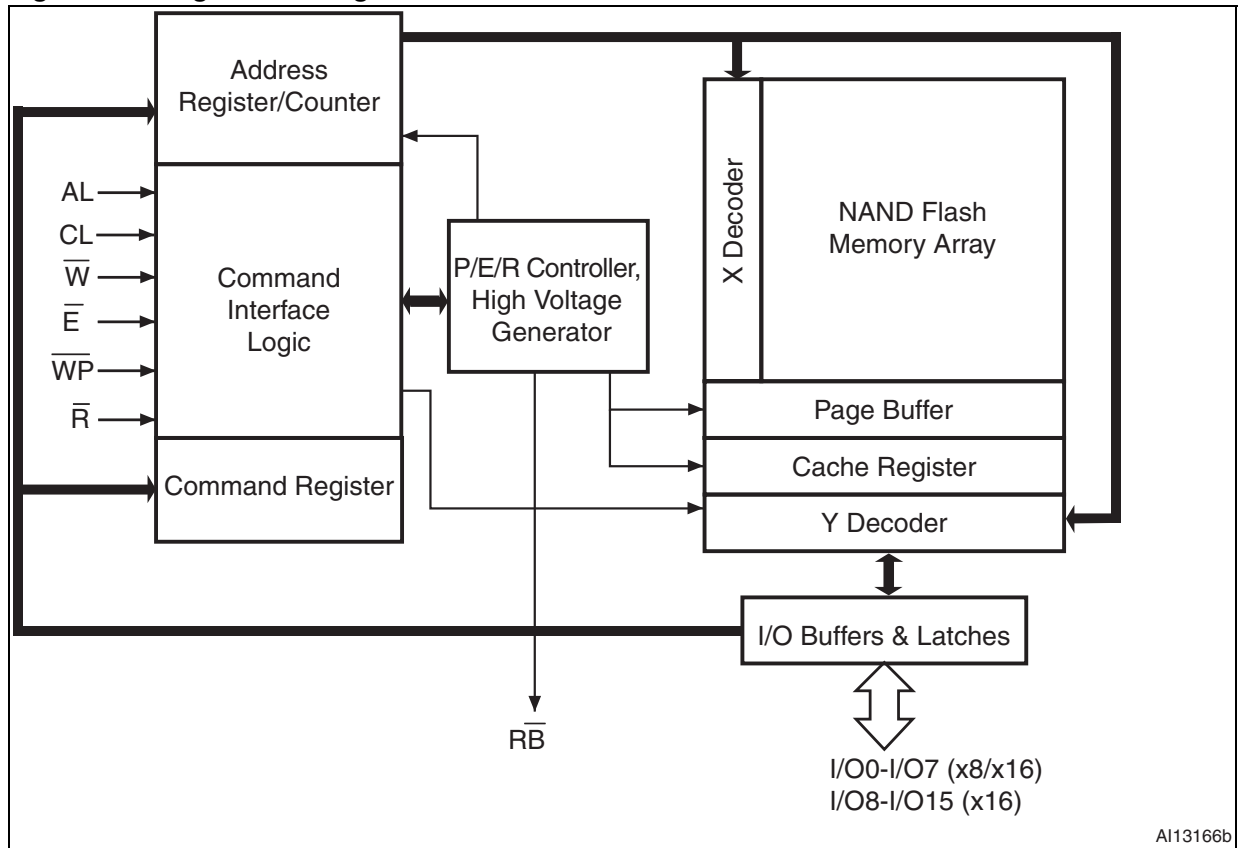 Address
Register/Counter
AL
CL
W̅
E̅
W̅P̅
R̅
Command
Interface
Logic
Command Register
P/E/R Controller,
High Voltage
Generator
RB̅
X Decoder
NAND Flash
Memory Array
Page Buffer
Cache Register
Y Decoder
I/O Buffers & Latches
I/O0-I/O7 (x8/x16)
I/O8-I/O15 (x16)
AI13166b